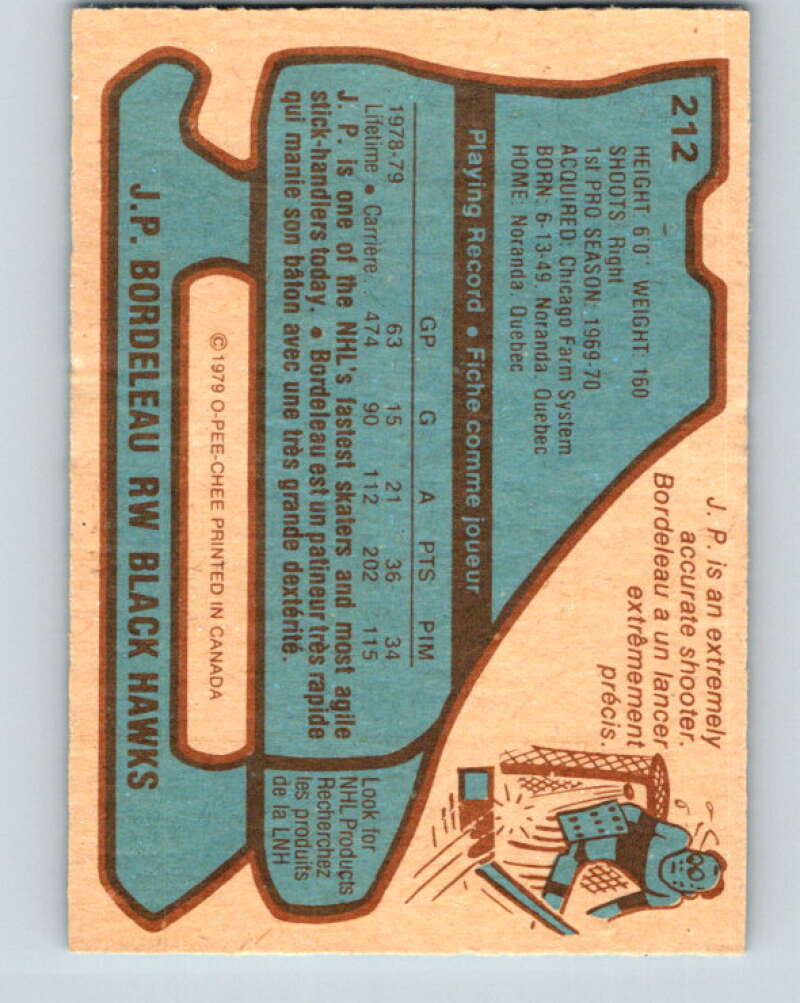 212
HEIGHT 6'0" WEIGHT 160
SHOOTS: Right
1st PRO SEASON: 1969-70
ACQUIRED: Chicago Farm System
BORN: 6-13-49, Noranda, Quebec
HOME: Noranda, Quebec
J. P. is an extremely
accurate shooter.
Bordeleau a un lancer
extrêmement
précis.
Playing Record • Fiche comme joueur
GP G A PTS PIM
1978-79 63 15 21 36 34
Lifetime • Carrière.. 474 90 112 202 115
J. P. is one of the NHL's fastest skaters and most agile
stick-handlers today. • Bordeleau est un patineur très rapide
qui manie son bâton avec une très grande dextérité.
Look for
NHL Products
Recherchez
les produits
de la LNH
© 1979 O-PEE-CHEE PRINTED IN CANADA
J.P. BORDELEAU RW BLACK HAWKS